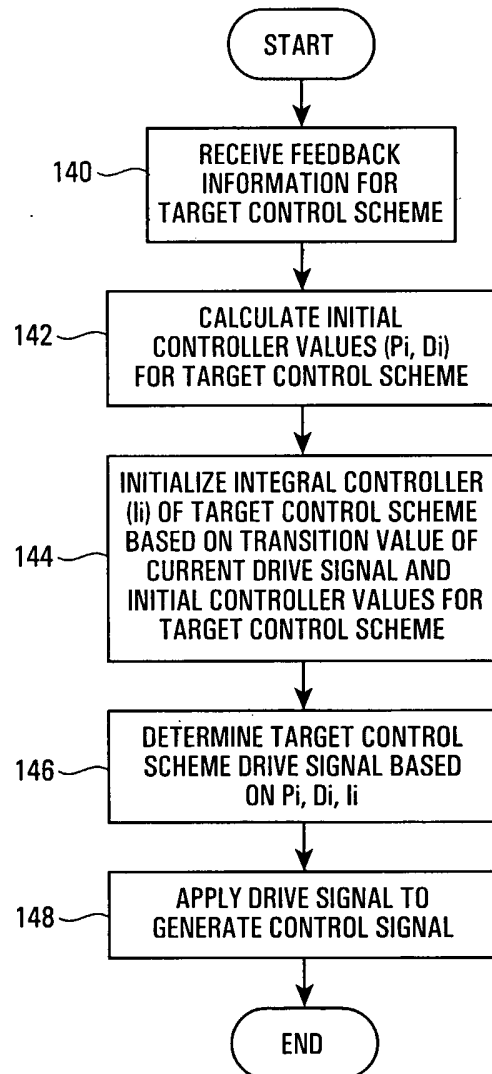 START
140
RECEIVE FEEDBACK
INFORMATION FOR
TARGET CONTROL SCHEME
142
CALCULATE INITIAL
CONTROLLER VALUES (Pi, Di)
FOR TARGET CONTROL SCHEME
144
INITIALIZE INTEGRAL CONTROLLER
(Ii) OF TARGET CONTROL SCHEME
BASED ON TRANSITION VALUE OF
CURRENT DRIVE SIGNAL AND
INITIAL CONTROLLER VALUES FOR
TARGET CONTROL SCHEME
146
DETERMINE TARGET CONTROL
SCHEME DRIVE SIGNAL BASED
ON Pi, Di, Ii
148
APPLY DRIVE SIGNAL TO
GENERATE CONTROL SIGNAL
END